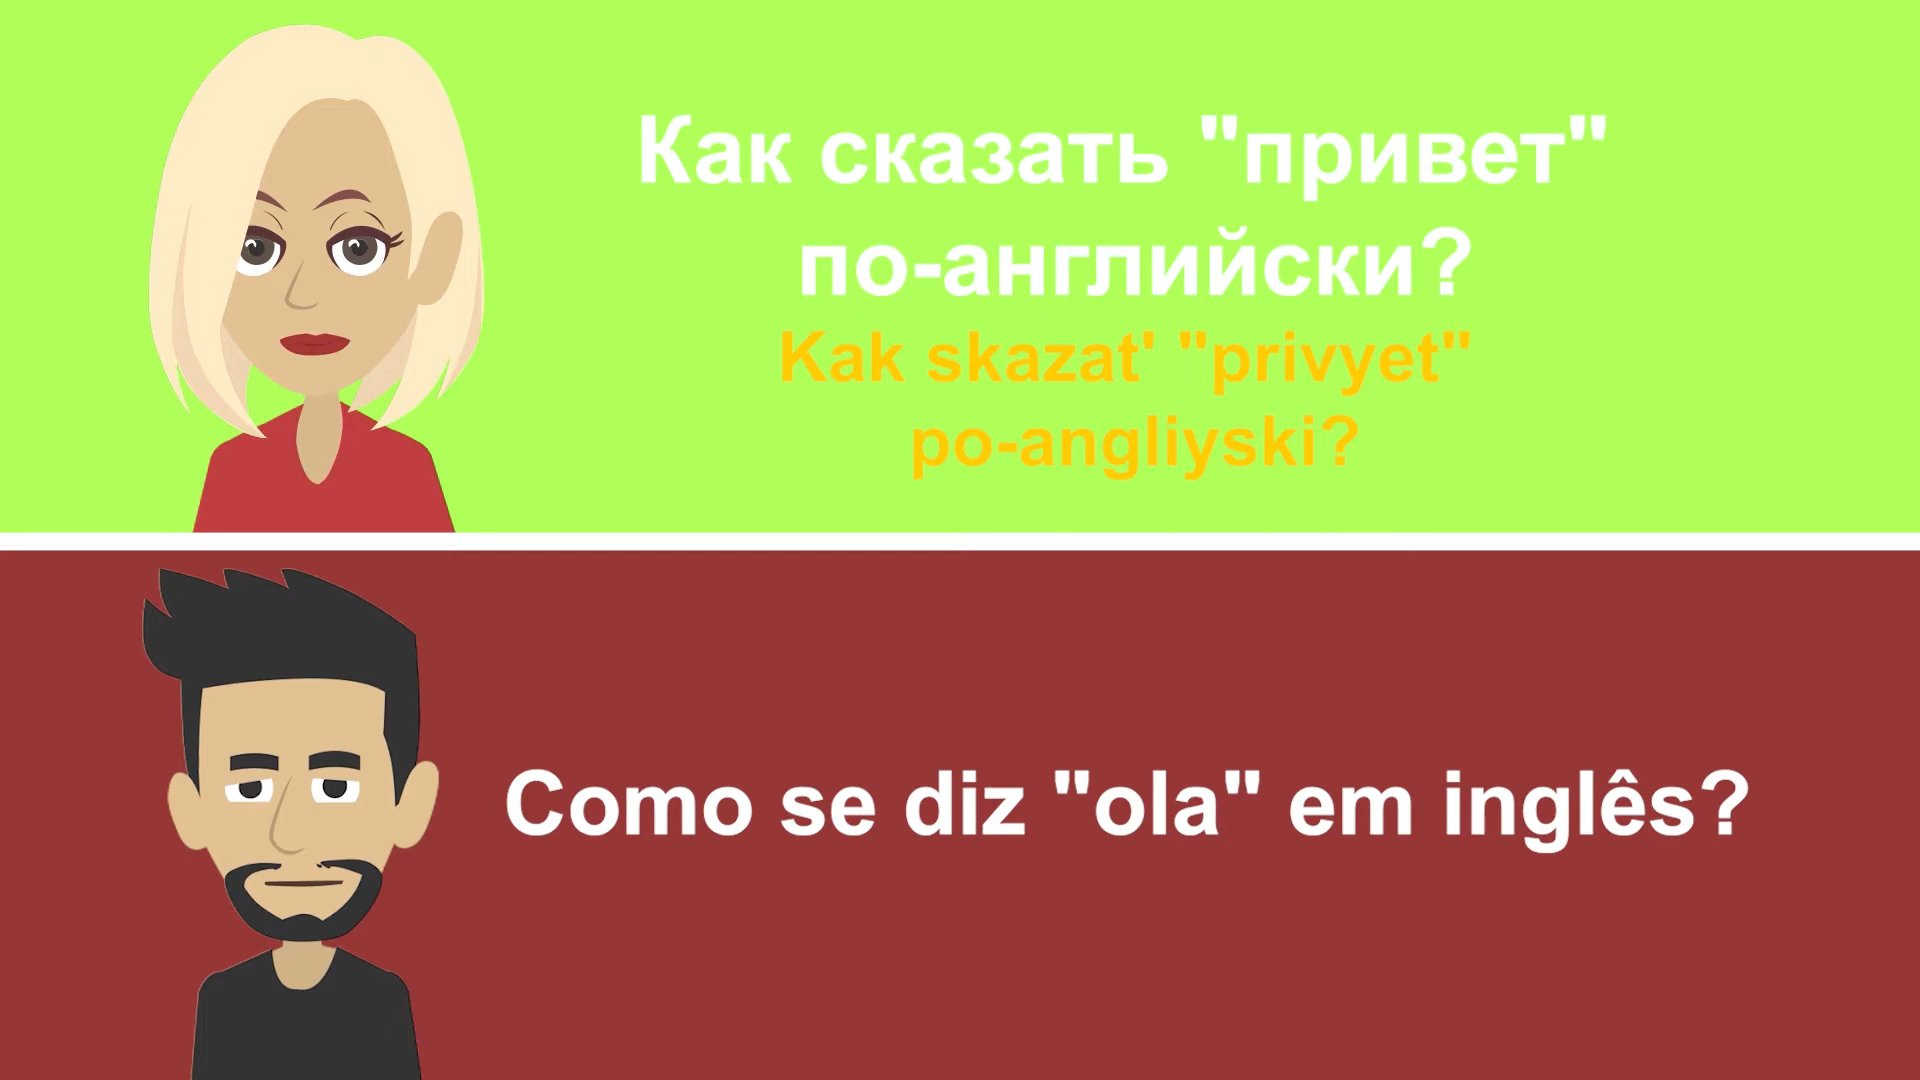 Как сказать "привет"
по-английски?
Kak skazat' "privyet"
po-angliyski?
Como se diz "ola" em inglês?